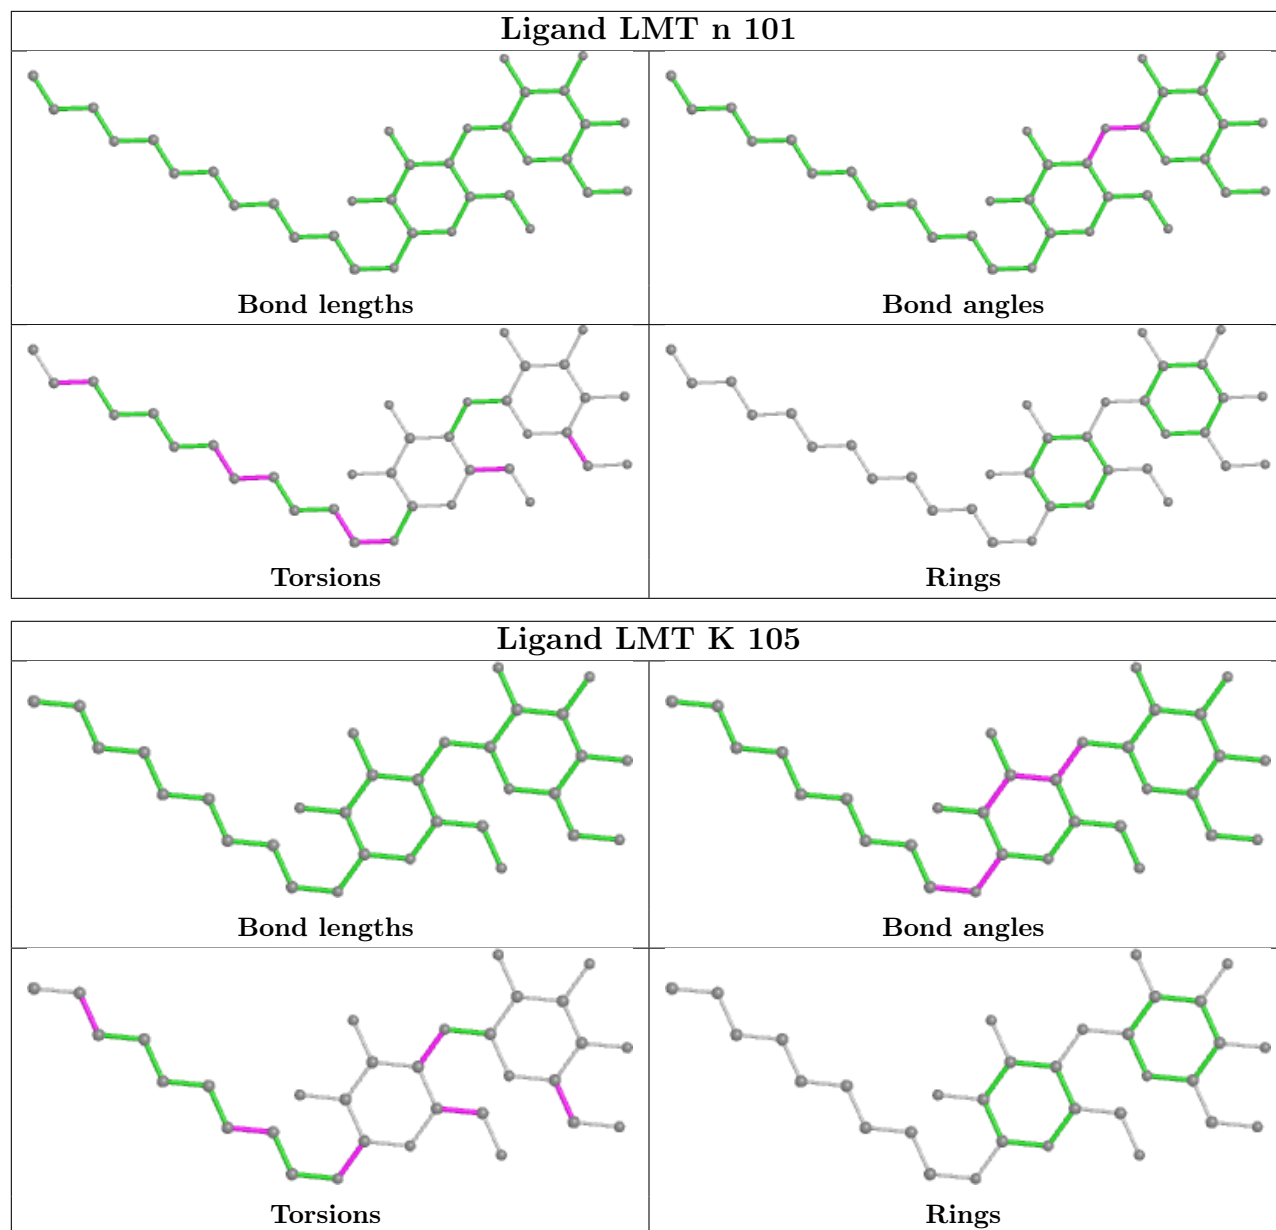 Ligand LMT n 101
Bond lengths
Bond angles
Torsions
Rings
Ligand LMT K 105
Bond lengths
Bond angles
Torsions
Rings